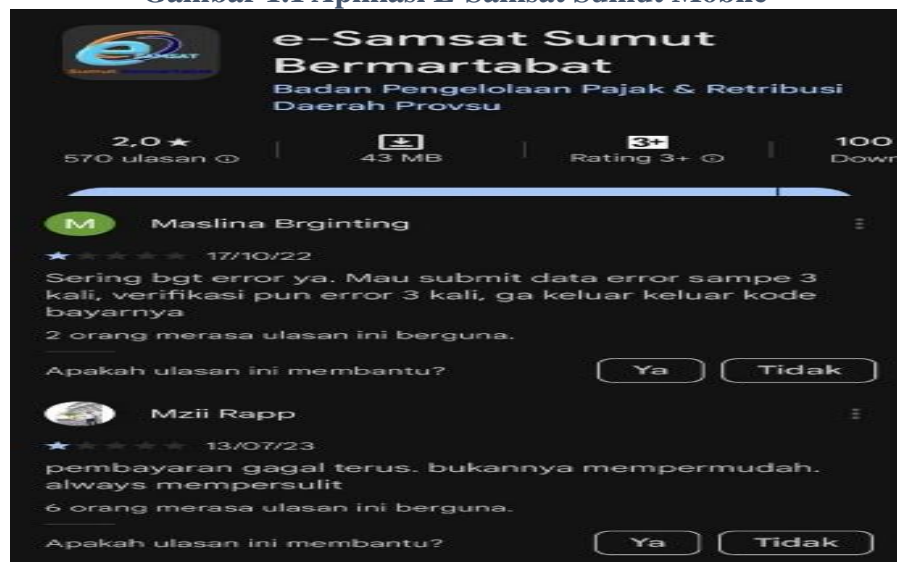 e-Samsat Sumut
Bermartabat
Badan Pengelolaan Pajak & Retribusi
Daerah Provsu
2,0 ★
3+
100
570 ulasan
43 MB
Rating 3+
Down
M
Maslina Brginting
17/10/22
Sering bgt error ya. Mau submit data error sampe 3
kali, verifikasi pun error 3 kali, ga keluar keluar kode
bayarnya
2 orang merasa ulasan ini berguna.
Apakah ulasan ini membantu?
Ya
Tidak
Mzii Rapp
13/07/23
pembayaran gagal terus. bukannya mempermudah.
always mempersulit
6 orang merasa ulasan ini berguna.
Apakah ulasan ini membantu?
Ya
Tidak